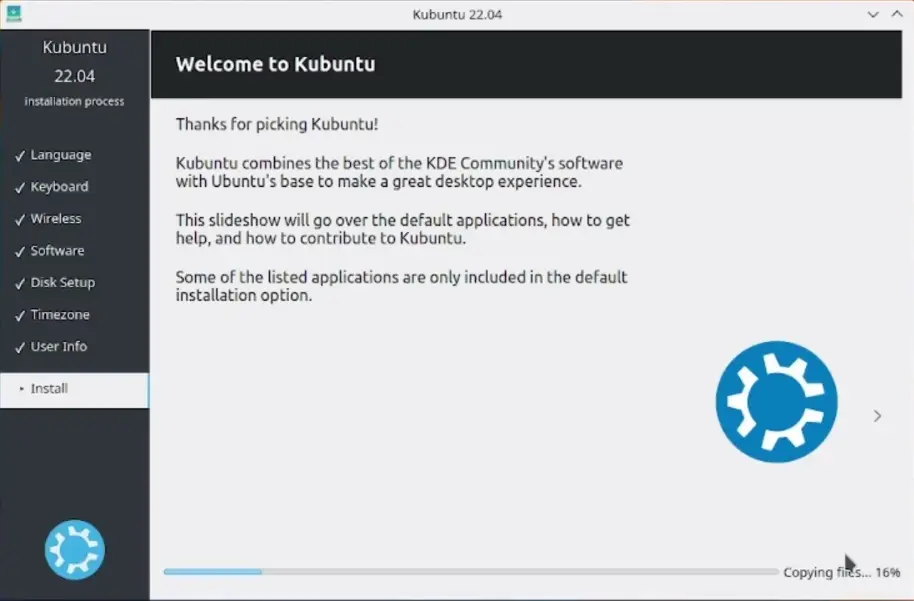 Kubuntu 22.04
Kubuntu
22.04
installation process
Language
Keyboard
Wireless
Software
Disk Setup
Timezone
User Info
Install
Welcome to Kubuntu
Thanks for picking Kubuntu!
Kubuntu combines the best of the KDE Community's software
with Ubuntu's base to make a great desktop experience.
This slideshow will go over the default applications, how to get
help, and how to contribute to Kubuntu.
Some of the listed applications are only included in the default
installation option.
Copying files... 16%